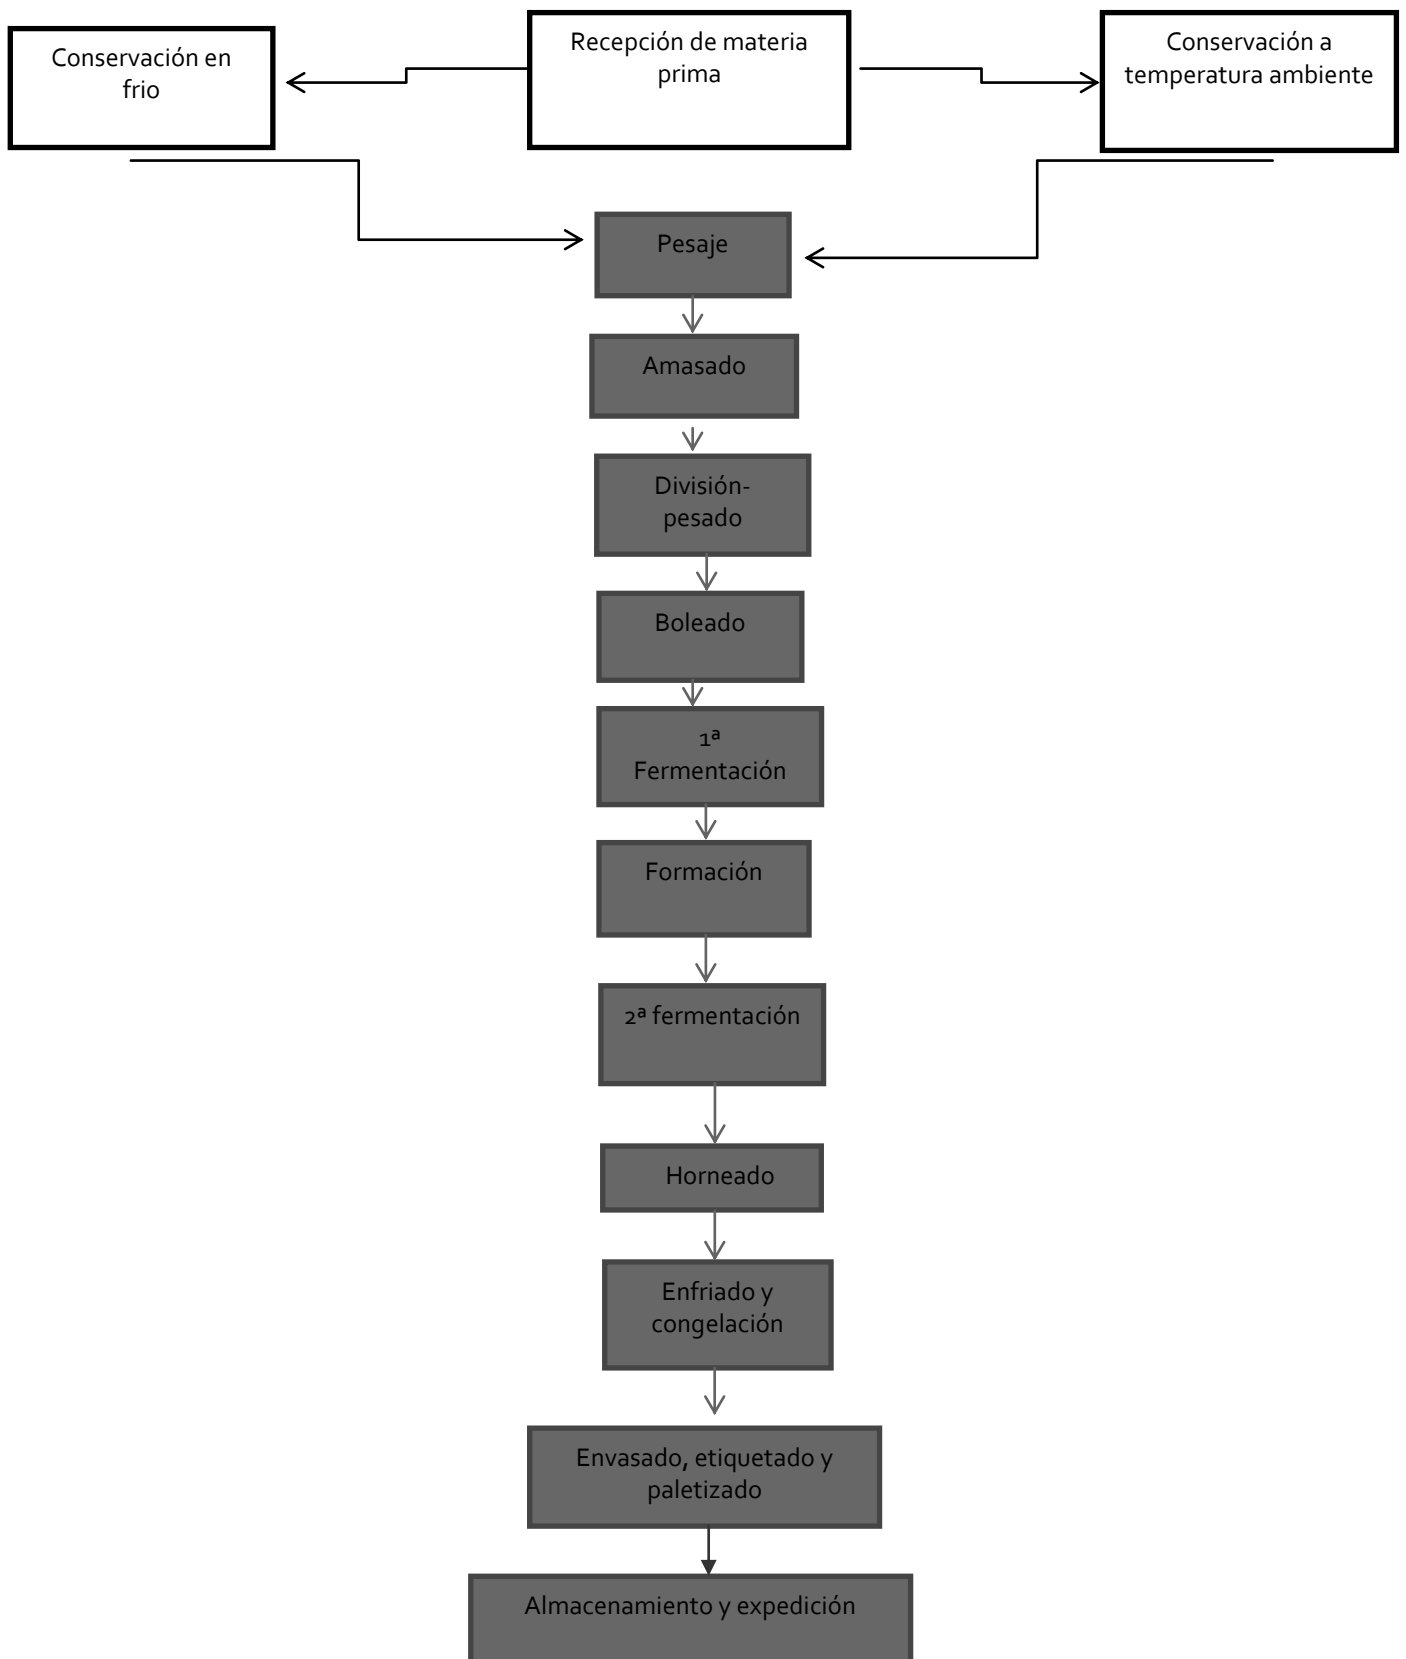 Conservación en
frio
Recepción de materia
prima
Conservación a
temperatura ambiente
Pesaje
Amasado
División-
pesado
Boleado
1ª
Fermentación
Formación
2ª fermentación
Horneado
Enfriado y
congelación
Envasado, etiquetado y
paletizado
Almacenamiento y expedición